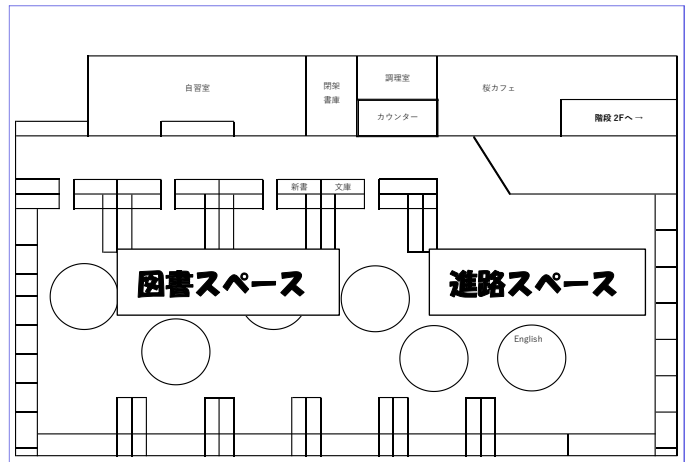 自習室
閉架
書庫
調理室
カウンター
桜カフェ
階段 2Fへ→
新書
文庫
図書スペース
進路スペース
English